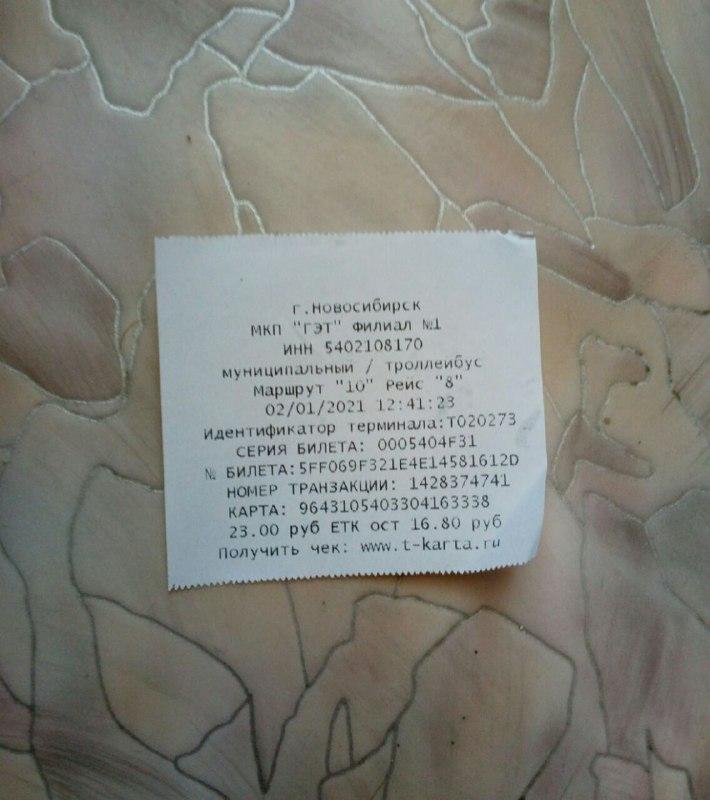 г.Новосибирск
МКП "ГЭТ" Филиал №1
ИНН 5402108170
муниципальный / троллейбус
Маршрут "10" Рейс "8"
02/01/2021 12:41:23
Идентификатор терминала:T020273
СЕРИЯ БИЛЕТА: 0005404F31
№ БИЛЕТА:5FF069F321E4E14581612D
НОМЕР ТРАНЗАКЦИИ: 1428374741
КАРТА: 9643105403304163338
23.00 руб ЕТК ост 16.80 руб
Получить чек: www.t-karta.ru